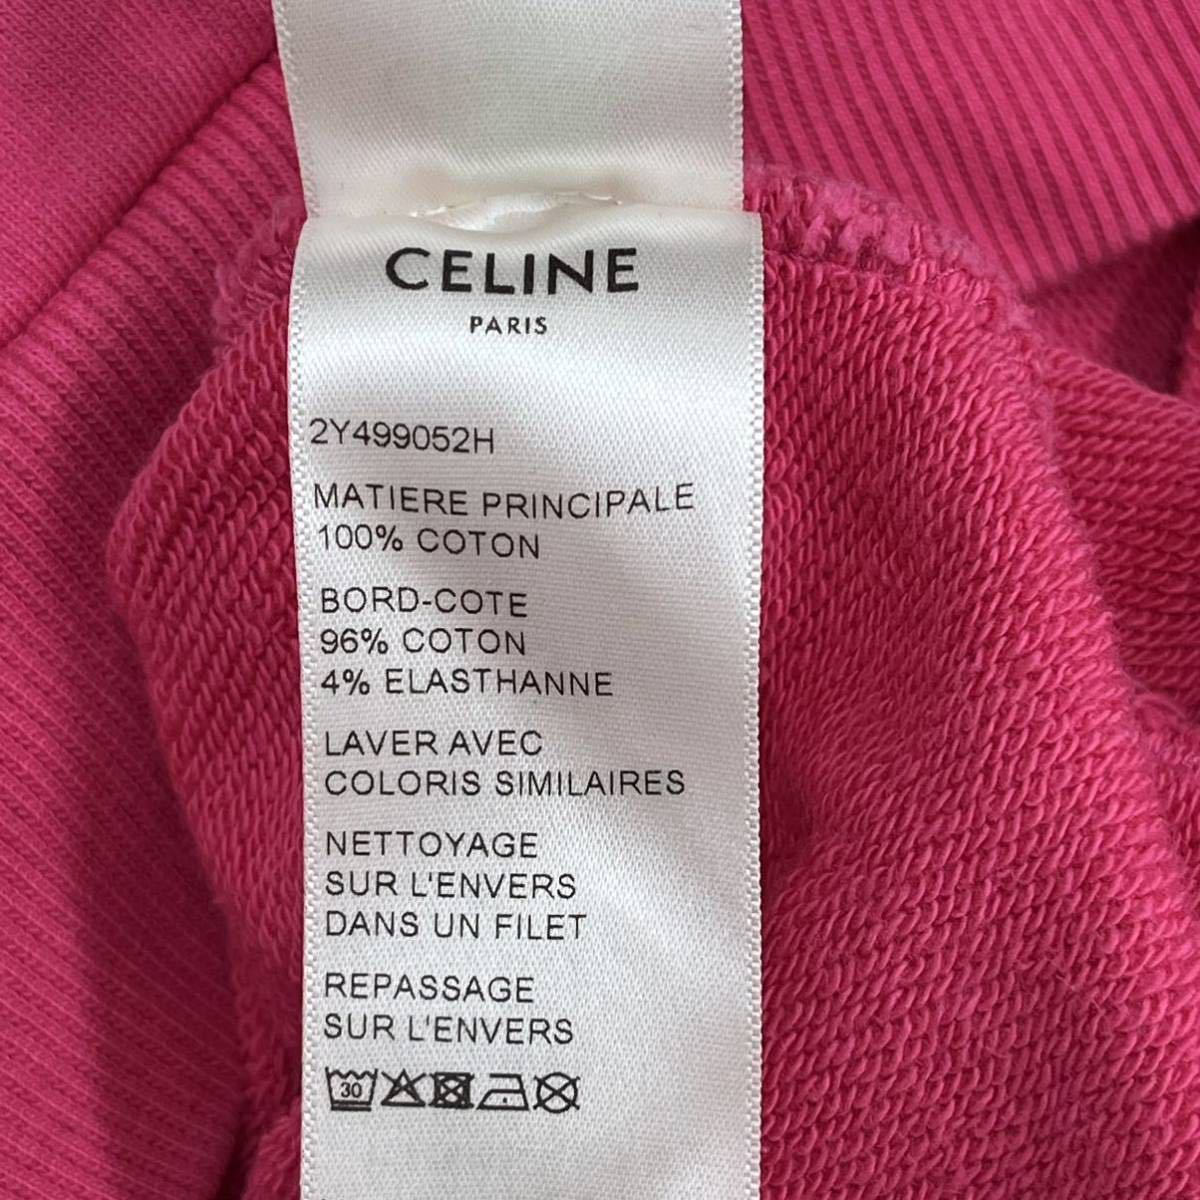 CELINE
PARIS
2Y499052H
MATIERE PRINCIPALE
100% COTON
BORD-COTE
96% COTON
4% ELASTHANNE
LAVER AVEC
COLORIS SIMILAIRES
NETTOYAGE
SUR L'ENVERS
DANS UN FILET
REPASSAGE
SUR L'ENVERS
30